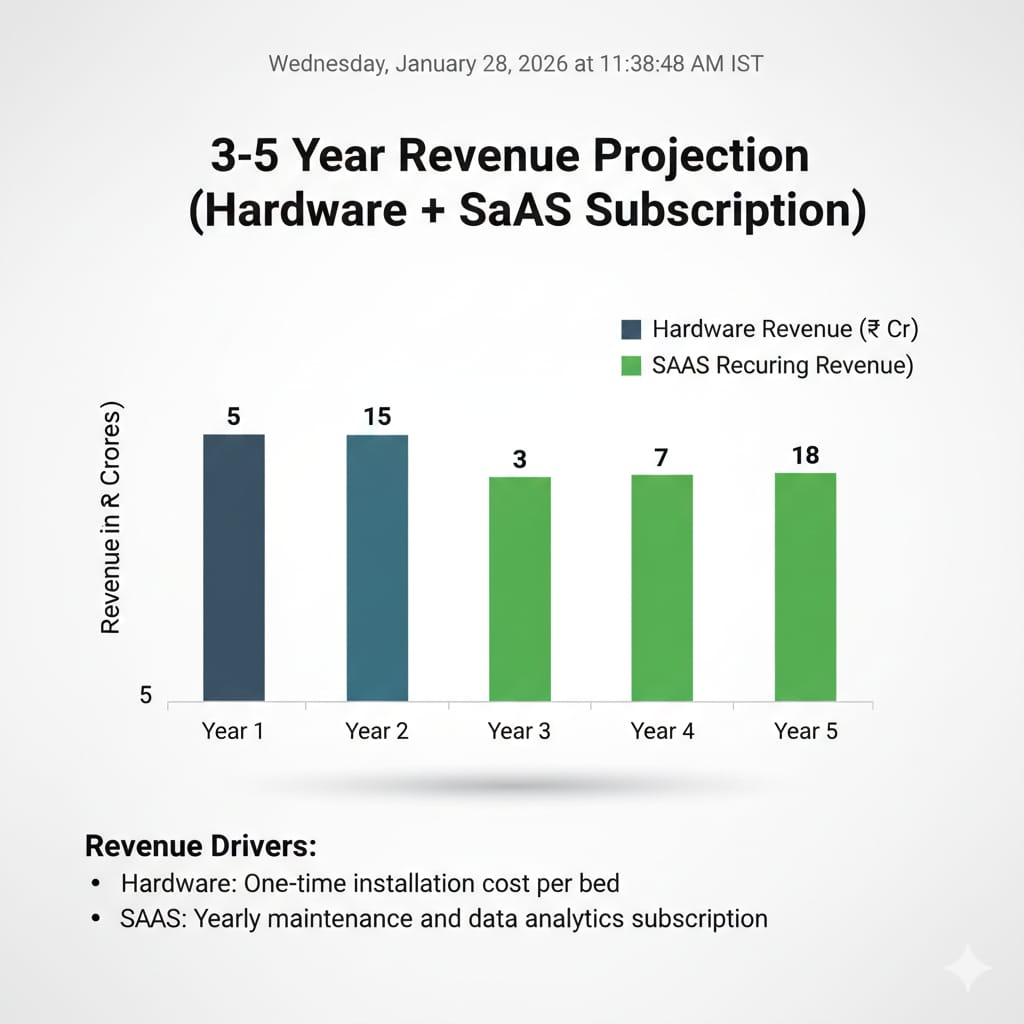 Wednesday, January 28, 2026 at 11:38:48 AM IST
3-5 Year Revenue Projection
(Hardware + SaAS Subscription)
Hardware Revenue (₹ Cr)
SAAS Recuring Revenue)
Revenue in R Crores)
5
15
3
7
18
5
Year 1
Year 2
Year 3
Year 4
Year 5
Revenue Drivers:
• Hardware: One-time installation cost per bed
• SAAS: Yearly maintenance and data analytics subscription